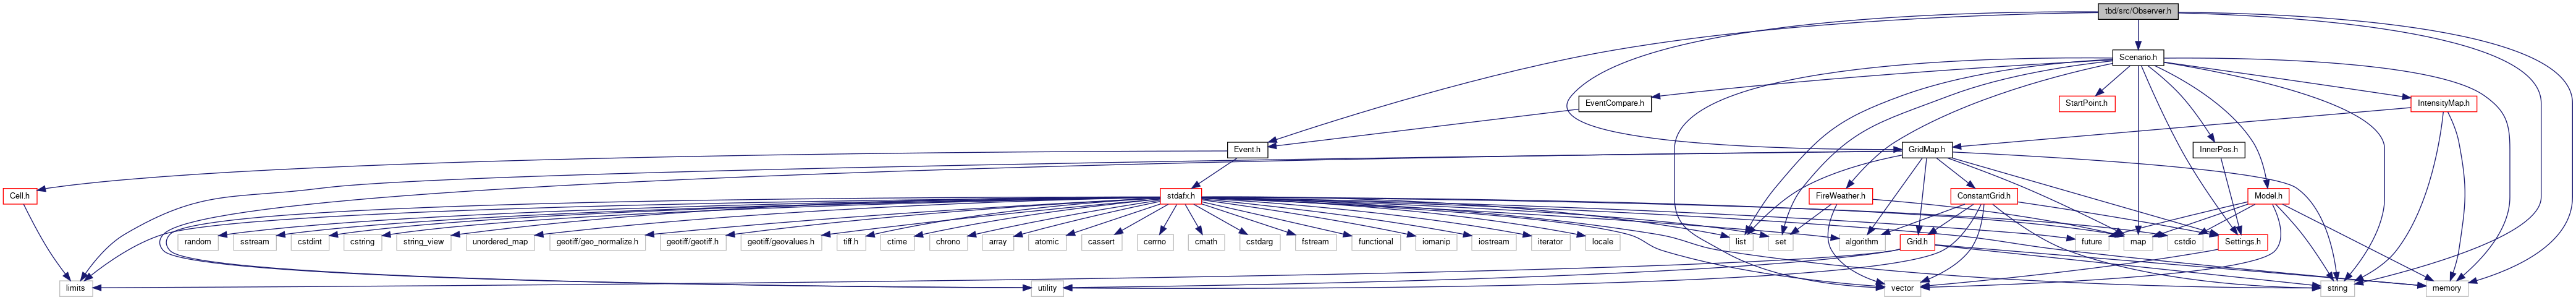 tbd/src/Observer.h
Scenario.h
EventCompare.h
StartPoint.h
IntensityMap.h
Event.h
GridMap.h
InnerPos.h
Cell.h
stdafx.h
FireWeather.h
ConstantGrid.h
Model.h
random
sstream
cstdint
cstring
string_view
unordered_map
geotiff/geo_normalize.h
geotiff/geotiff.h
geotiff/geovalues.h
tiff.h
ctime
chrono
array
atomic
cassert
cerrno
cmath
cstdarg
fstream
functional
iomanip
iostream
iterator
locale
list
set
algorithm
Grid.h
future
map
cstdio
Settings.h
limits
utility
vector
string
memory